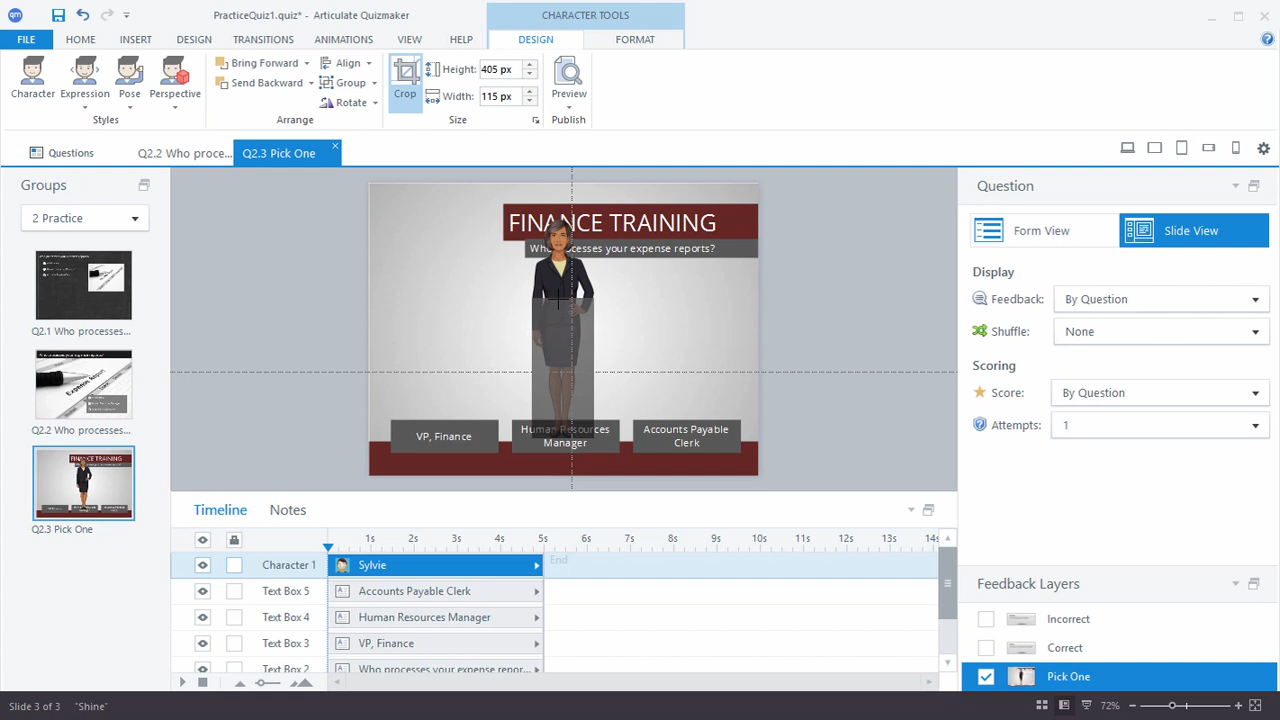 qm
PracticeQuiz1.quiz* - Articulate Quizmaker
CHARACTER TOOLS
FILE
HOME
INSERT
DESIGN
TRANSITIONS
ANIMATIONS
VIEW
HELP
DESIGN
FORMAT
Character
Expression
Pose
Perspective
Styles
Bring Forward
Send Backward
Align
Group
Rotate
Arrange
Crop
Height: 405 px
Width: 115 px
Size
Preview
Publish
Questions
Q2.2 Who proce...
Q2.3 Pick One
Groups
2 Practice
Q2.1 Who processes...
Q2.2 Who processes...
Q2.3 Pick One
FINANCE TRAINING
Who processes your expense reports?
VP, Finance
Human Resources
Manager
Accounts Payable
Clerk
Timeline
Notes
1s 2s 3s 4s 5s 6s 7s 8s 9s 10s 11s 12s 13s 14s
Character 1 Sylvie End
Text Box 5 Accounts Payable Clerk
Text Box 4 Human Resources Manager
Text Box 3 VP, Finance
Text Box 2 Who processes your expense repor...
Question
Form View
Slide View
Display
Feedback: By Question
Shuffle: None
Scoring
Score: By Question
Attempts: 1
Feedback Layers
Incorrect
Correct
Pick One
Slide 3 of 3 "Shine"
72%